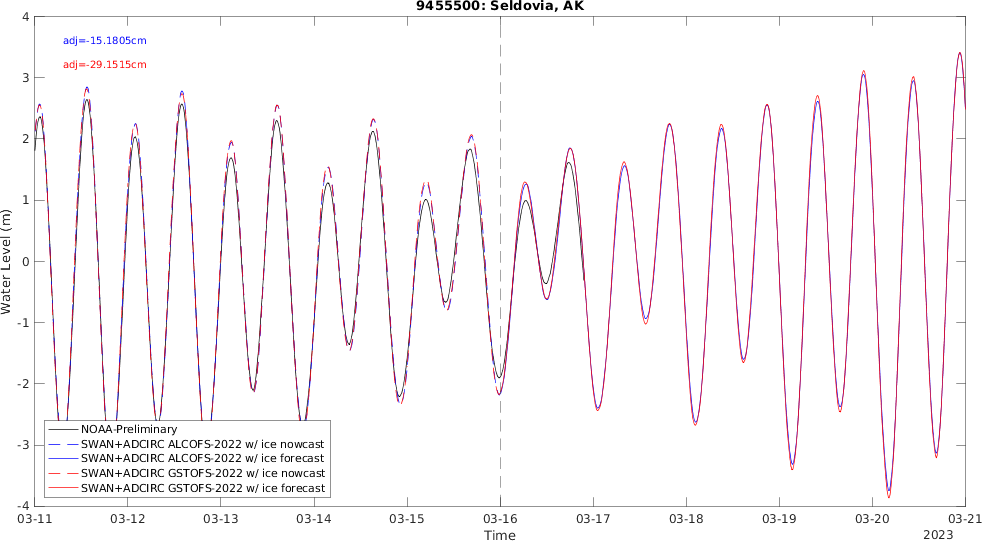 9455500: Seldovia, AK
adj=-15.1805cm
adj=-29.1515cm
Water Level (m)
4
3
2
1
0
-1
-2
-3
-4
NOAA-Preliminary
SWAN+ADCIRC ALCOFS-2022 w/ ice nowcast
SWAN+ADCIRC ALCOFS-2022 w/ ice forecast
SWAN+ADCIRC GSTOFS-2022 w/ ice nowcast
SWAN+ADCIRC GSTOFS-2022 w/ ice forecast
03-11 03-12 03-13 03-14 03-15 03-16 03-17 03-18 03-19 03-20 03-21
Time
2023